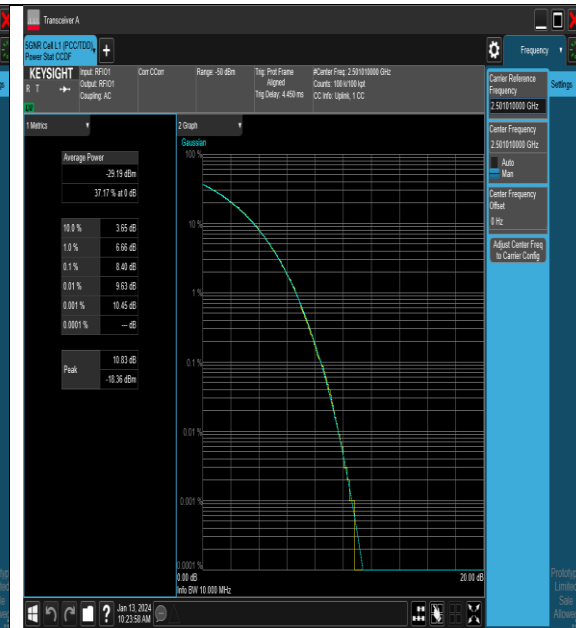 Transceiver A
5GNR Cell L1 (PCC/TDD),
Power Stat CCDF
Frequency
KEYSIGHT
R T
LXI
Input: RFIO1
Output: RFIO1
Coupling: AC
Corr CCorr
Range: -50 dBm
Trig: Prot Frame
Aligned
Trig Delay: 4.450 ms
#Center Freq: 2.501010000 GHz
Counts: 100 k/100 kpt
CC Info: Uplink, 1 CC
Carrier Reference
Frequency
2.501010000 GHz
Settings
1 Metrics
2 Graph
Center Frequency
2.501010000 GHz
Auto
Man
Center Frequency
Offset
0 Hz
Adjust Center Freq
to Carrier Config
Average Power
-29.19 dBm
37.17 % at 0 dB
10.0 % 3.65 dB
1.0 % 6.66 dB
0.1 % 8.40 dB
0.01 % 9.63 dB
0.001 % 10.45 dB
0.0001 % --- dB
Peak
10.83 dB
-18.36 dBm
Gaussian
100 %
10 %
1 %
0.1 %
0.01 %
0.001 %
0.0001 %
0.00 dB
20.00 dB
Info BW 10.000 MHz
Jan 13, 2024
10:23:58 AM